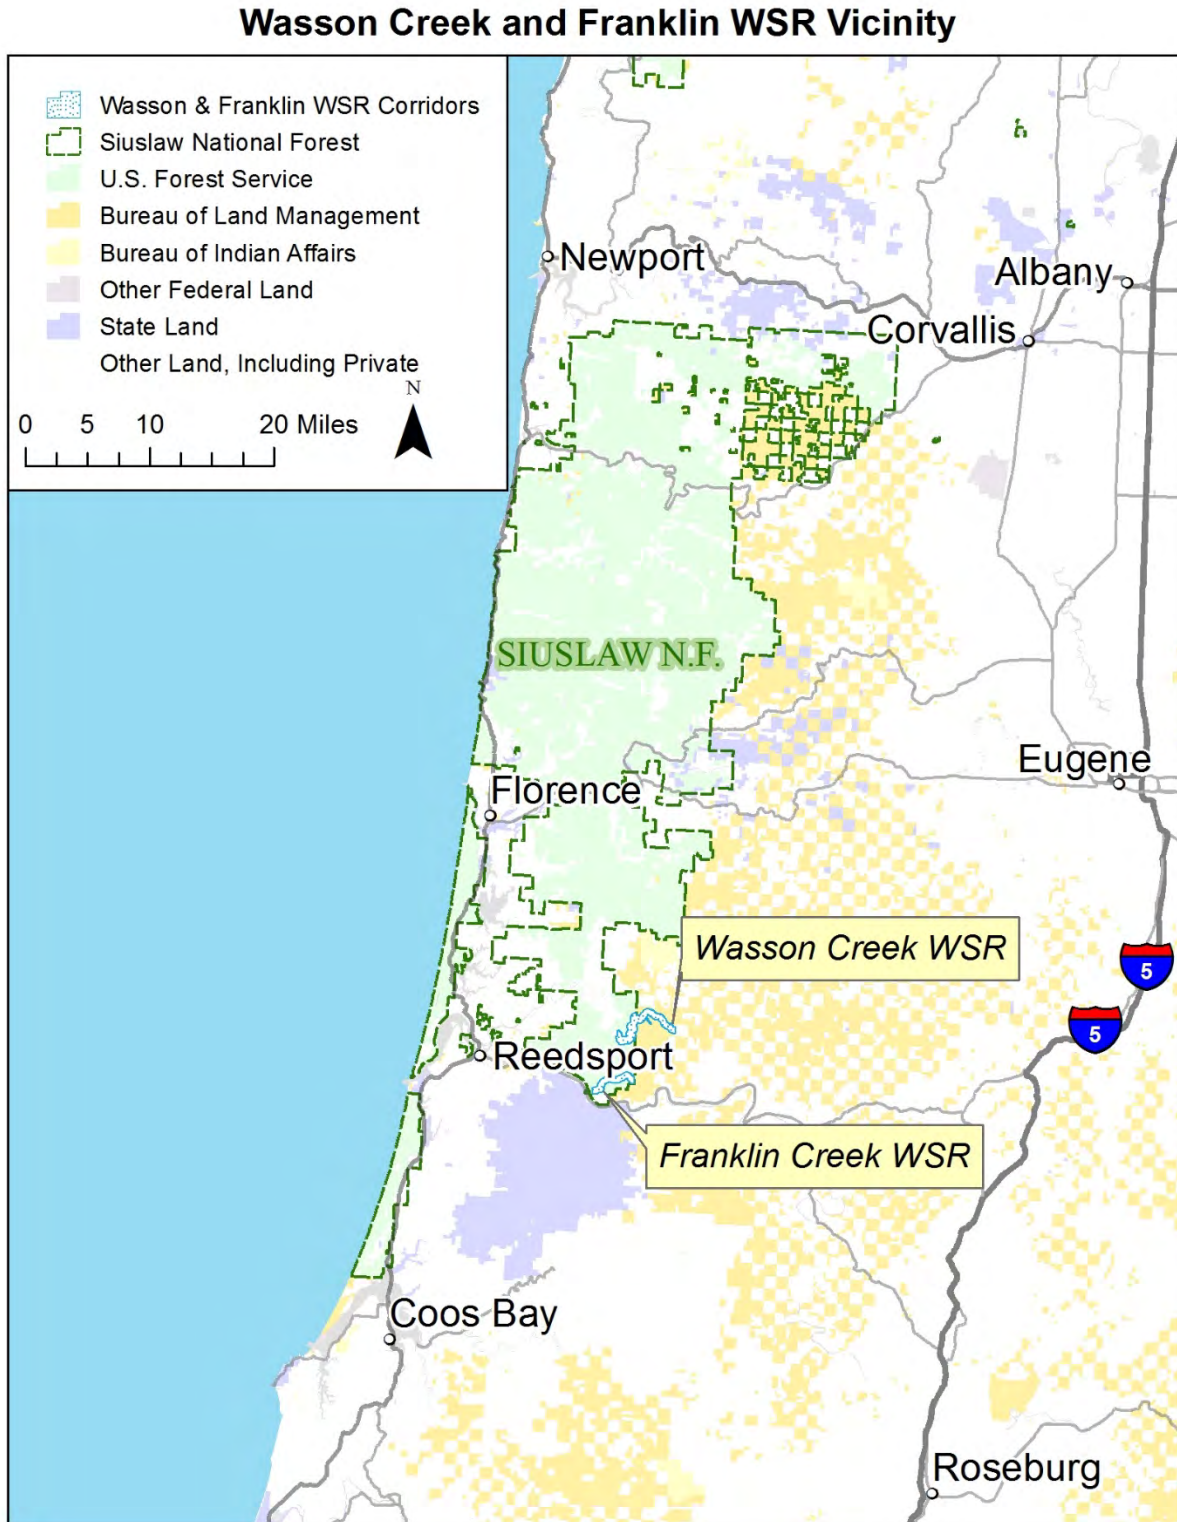 Wasson Creek and Franklin WSR Vicinity
Wasson & Franklin WSR Corridors
Siuslaw National Forest
U.S. Forest Service
Bureau of Land Management
Bureau of Indian Affairs
Other Federal Land
State Land
Other Land, Including Private
N
0 5 10 20 Miles
Newport
Albany
Corvallis
SIUSLAW N.F.
Eugene
Florence
Wasson Creek WSR
5
5
Reedsport
Franklin Creek WSR
Coos Bay
Roseburg